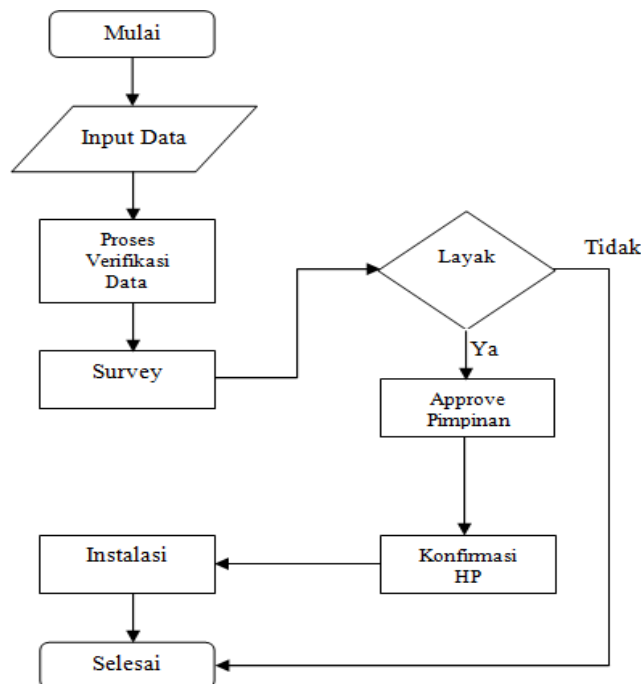 Mulai
Input Data
Proses
Verifikasi
Data
Survey
Layak
Tidak
Ya
Approve
Pimpinan
Konfirmasi
HP
Instalasi
Selesai